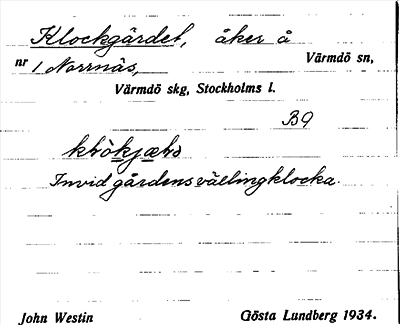 Klockgärdet, åker å
nr 1 Norrnäs, Värmdö sn,
Värmdö skg, Stockholms l.
B9
Invid gårdens vällingklocka.
John Westin Gösta Lundberg 1934.